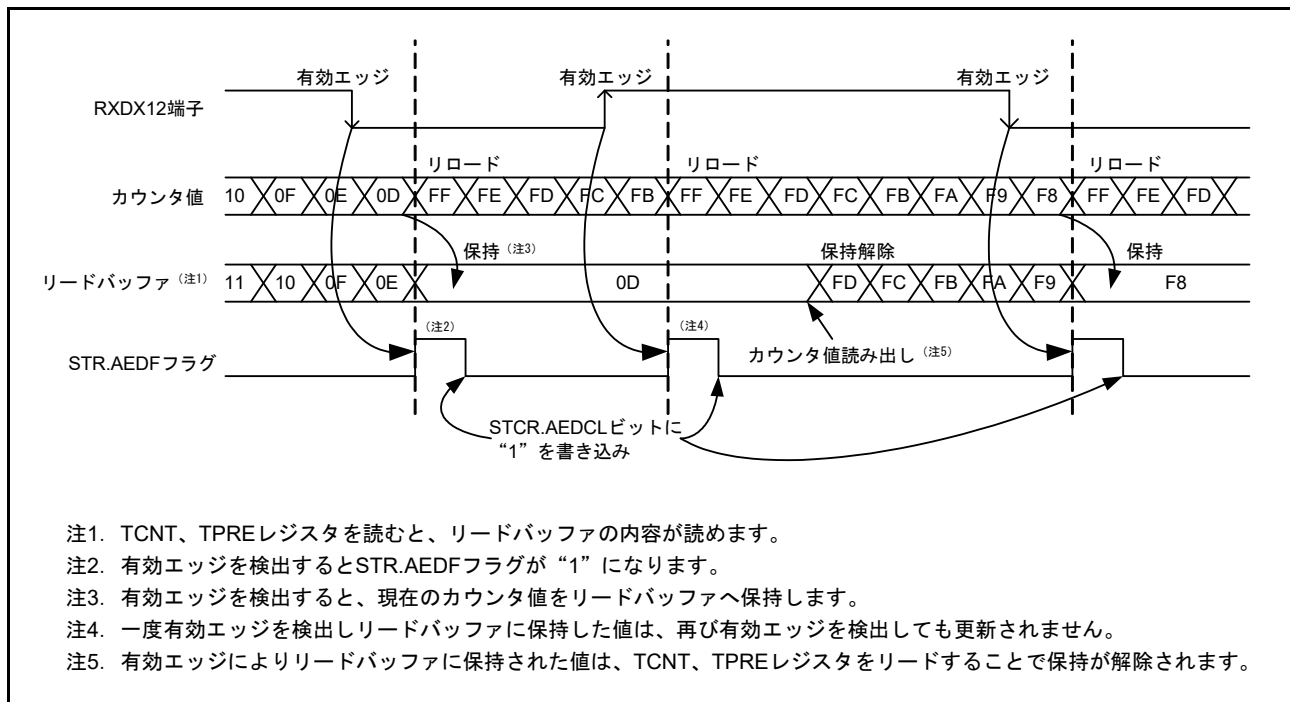 有効エッジ 有効エッジ 有効エッジ
RXDX12端子
リロード リロード リロード
カウンタ値 10 0F 0E 0D FF FE FD FC FB FF FE FD FC FB FA F9 F8 FF FE FD
保持（注3） 保持解除 保持
リードバッファ（注1） 11 10 0F 0E 0D FD FC FB FA F9 F8
（注2） （注4）
カウンタ値読み出し（注5）
STR.AEDFフラグ
STCR.AEDCLビットに
“1”を書き込み
注1. TCNT、TPREレジスタを読むと、リードバッファの内容が読めます。
注2. 有効エッジを検出するとSTR.AEDFフラグが“1”になります。
注3. 有効エッジを検出すると、現在のカウンタ値をリードバッファへ保持します。
注4. 一度有効エッジを検出しリードバッファに保持した値は、再び有効エッジを検出しても更新されません。
注5. 有効エッジによりリードバッファに保持された値は、TCNT、TPREレジスタをリードすることで保持が解除されます。